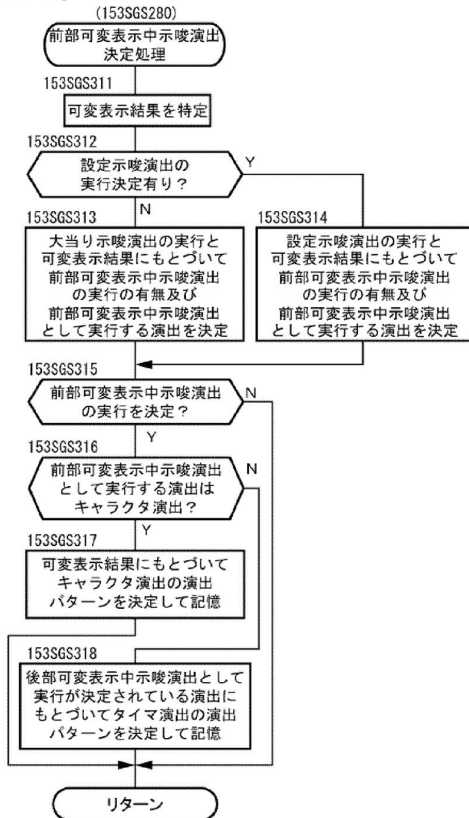 (153SGS280)
前部可変表示中示唆演出
決定処理
153SGS311
可変表示結果を特定
153SGS312
設定示唆演出の
実行決定有り？
Y
N
153SGS313
大当り示唆演出の実行と
可変表示結果にもとづいて
前部可変表示中示唆演出
の実行の有無及び
前部可変表示中示唆演出
として実行する演出を決定
153SGS314
設定示唆演出の実行と
可変表示結果にもとづいて
前部可変表示中示唆演出
の実行の有無及び
前部可変表示中示唆演出
として実行する演出を決定
153SGS315
前部可変表示中示唆演出
の実行を決定？
N
Y
153SGS316
前部可変表示中示唆演出
として実行する演出は
キャラクタ演出？
N
Y
153SGS317
可変表示結果にもとづいて
キャラクタ演出の演出
パターンを決定して記憶
153SGS318
後部可変表示中示唆演出として
実行が決定されている演出に
もとづいてタイマ演出の演出
パターンを決定して記憶
リターン